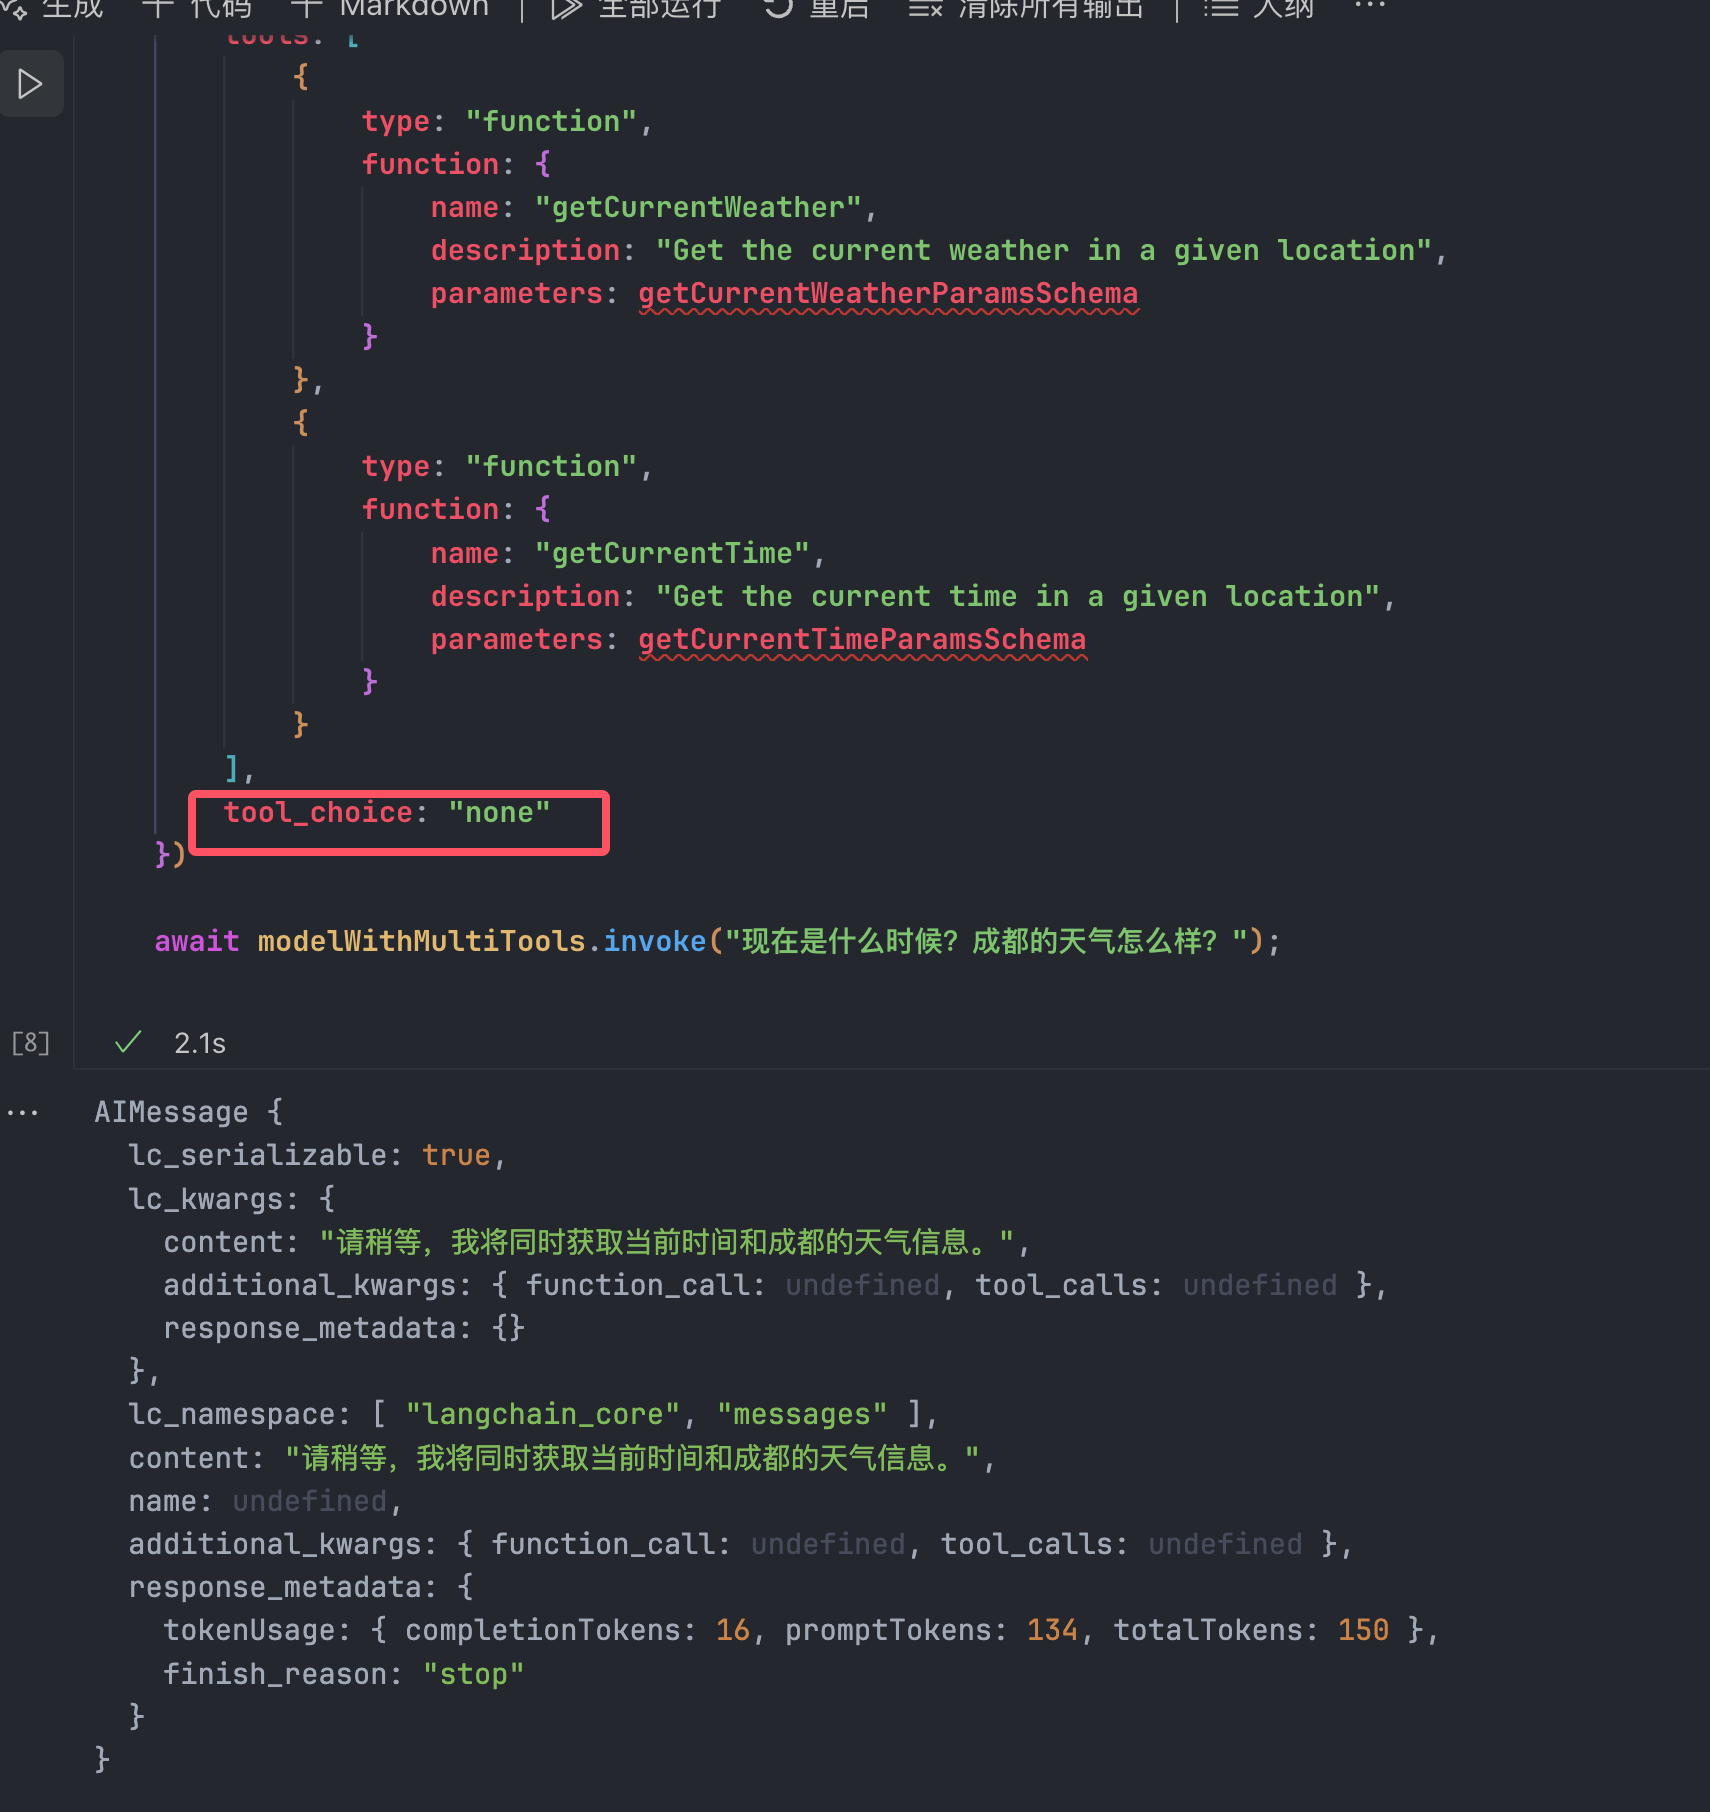 生成 + 代码 + Markdown | 全部运行 重启 清除所有输出 | 大纲 ...
tools: [
{
type: "function",
function: {
name: "getCurrentWeather",
description: "Get the current weather in a given location",
parameters: getCurrentWeatherParamsSchema
}
},
{
type: "function",
function: {
name: "getCurrentTime",
description: "Get the current time in a given location",
parameters: getCurrentTimeParamsSchema
}
}
],
tool_choice: "none"
})
await modelWithMultiTools.invoke("现在是什么时候？成都的天气怎么样？");
[8] 2.1s
... AIMessage {
lc_serializable: true,
lc_kwargs: {
content: "请稍等，我将同时获取当前时间和成都的天气信息。",
additional_kwargs: { function_call: undefined, tool_calls: undefined },
response_metadata: {}
},
lc_namespace: [ "langchain_core", "messages" ],
content: "请稍等，我将同时获取当前时间和成都的天气信息。",
name: undefined,
additional_kwargs: { function_call: undefined, tool_calls: undefined },
response_metadata: {
tokenUsage: { completionTokens: 16, promptTokens: 134, totalTokens: 150 },
finish_reason: "stop"
}
}